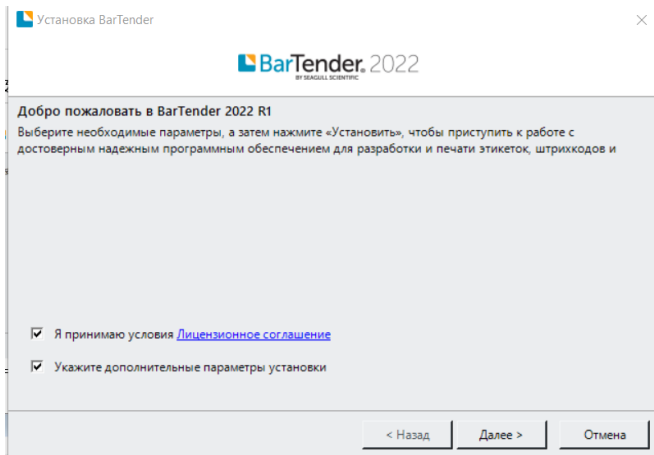 Установка BarTender
BarTender® 2022
BY SEAGULL SCIENTIFIC
Добро пожаловать в BarTender 2022 R1
Выберите необходимые параметры, а затем нажмите «Установить», чтобы приступить к работе с
достоверным надежным программным обеспечением для разработки и печати этикеток, штрихкодов и
Я принимаю условия Лицензионное соглашение
Укажите дополнительные параметры установки
< Назад Далее > Отмена